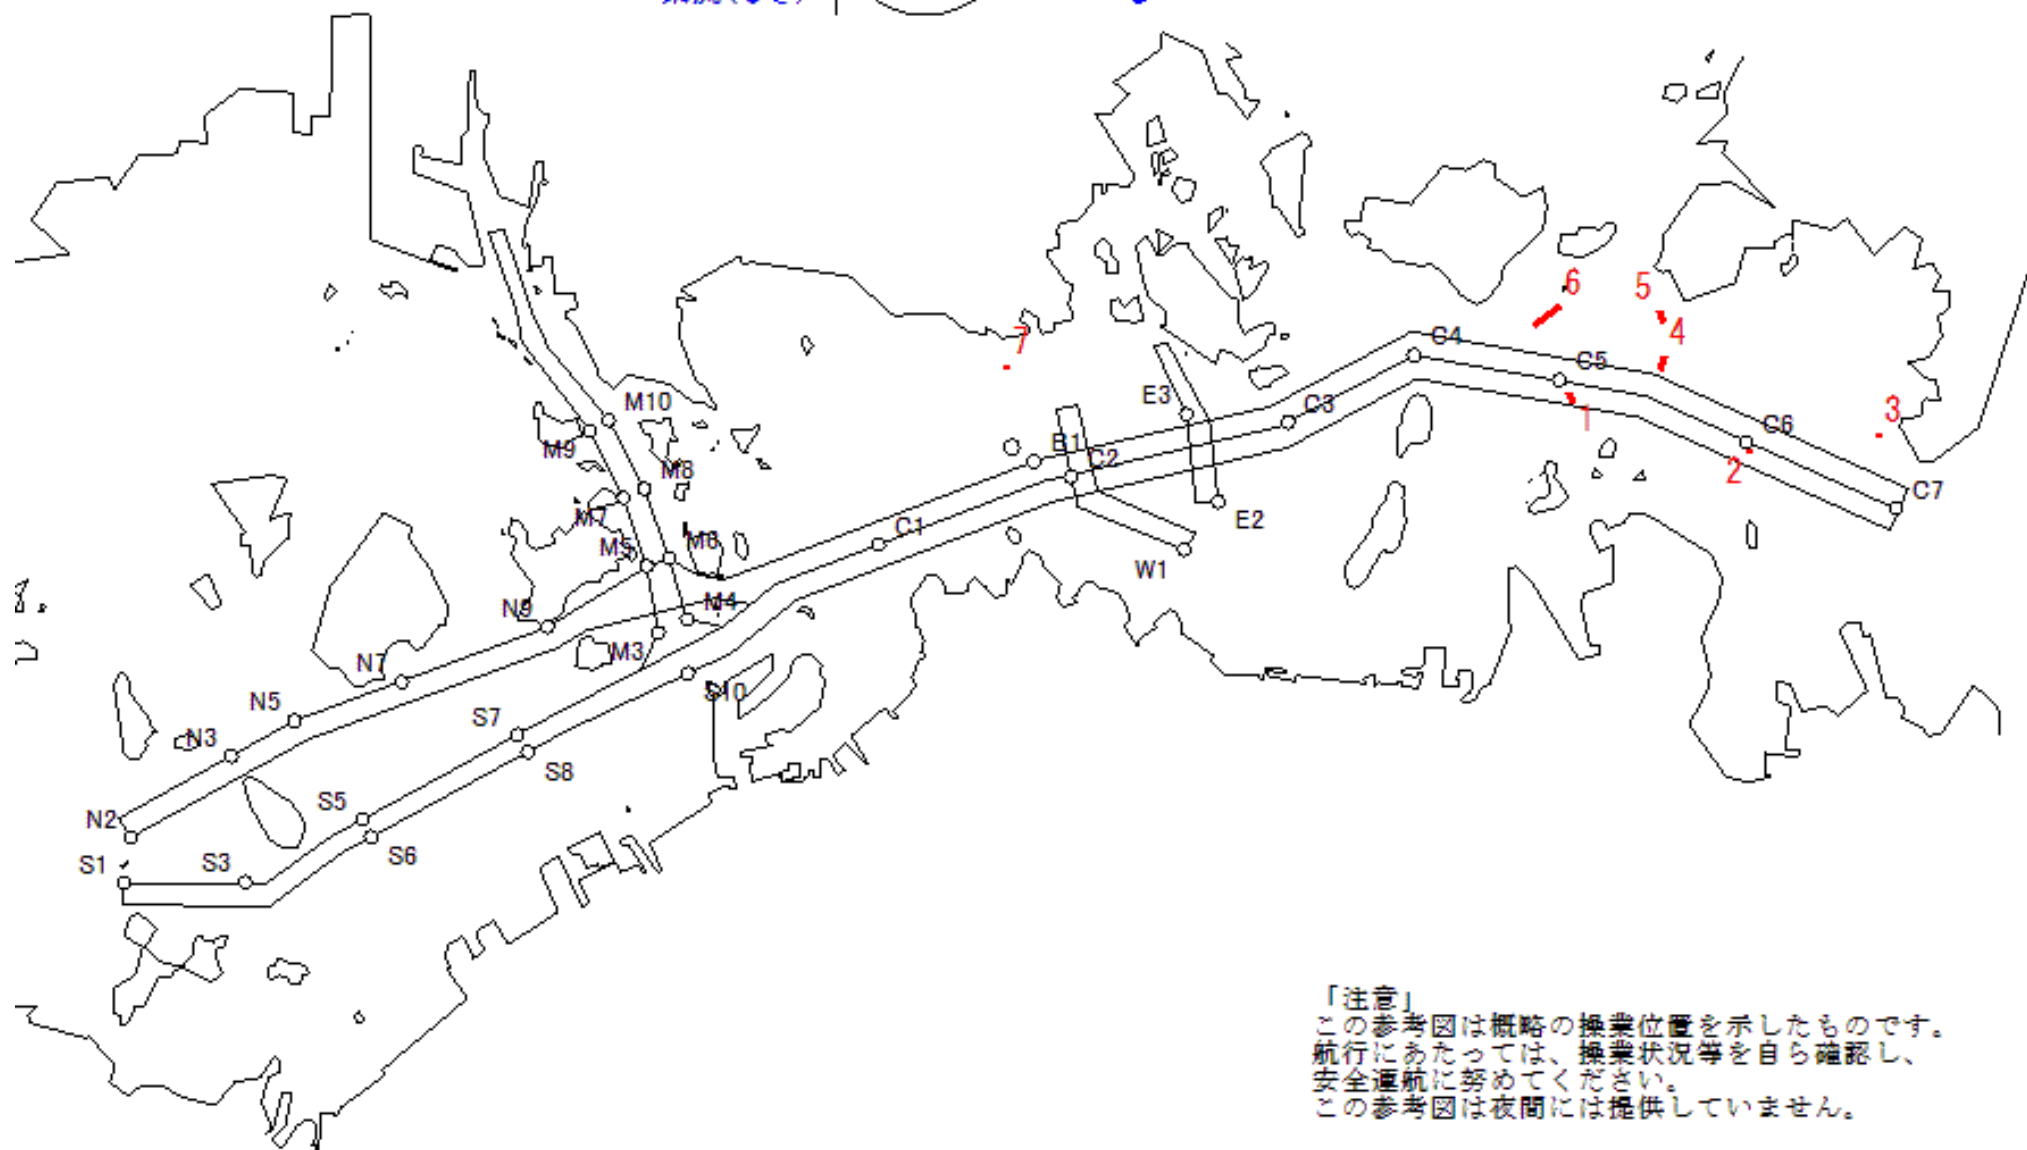 6
5
4
7
C4
C5
E3
M10
C3
1
3
C6
M9
B1
C2
M8
2
C7
M7
E2
C1
M5
M6
W1
N9
M4
M3
N7
S10
N5
S7
N3
S8
S5
N2
S6
S1
S3
「注意」
この参考図は概略の操業位置を示したものです。
航行にあたっては、操業状況等を自ら確認し、
安全運航に努めてください。
この参考図は夜間には提供していません。